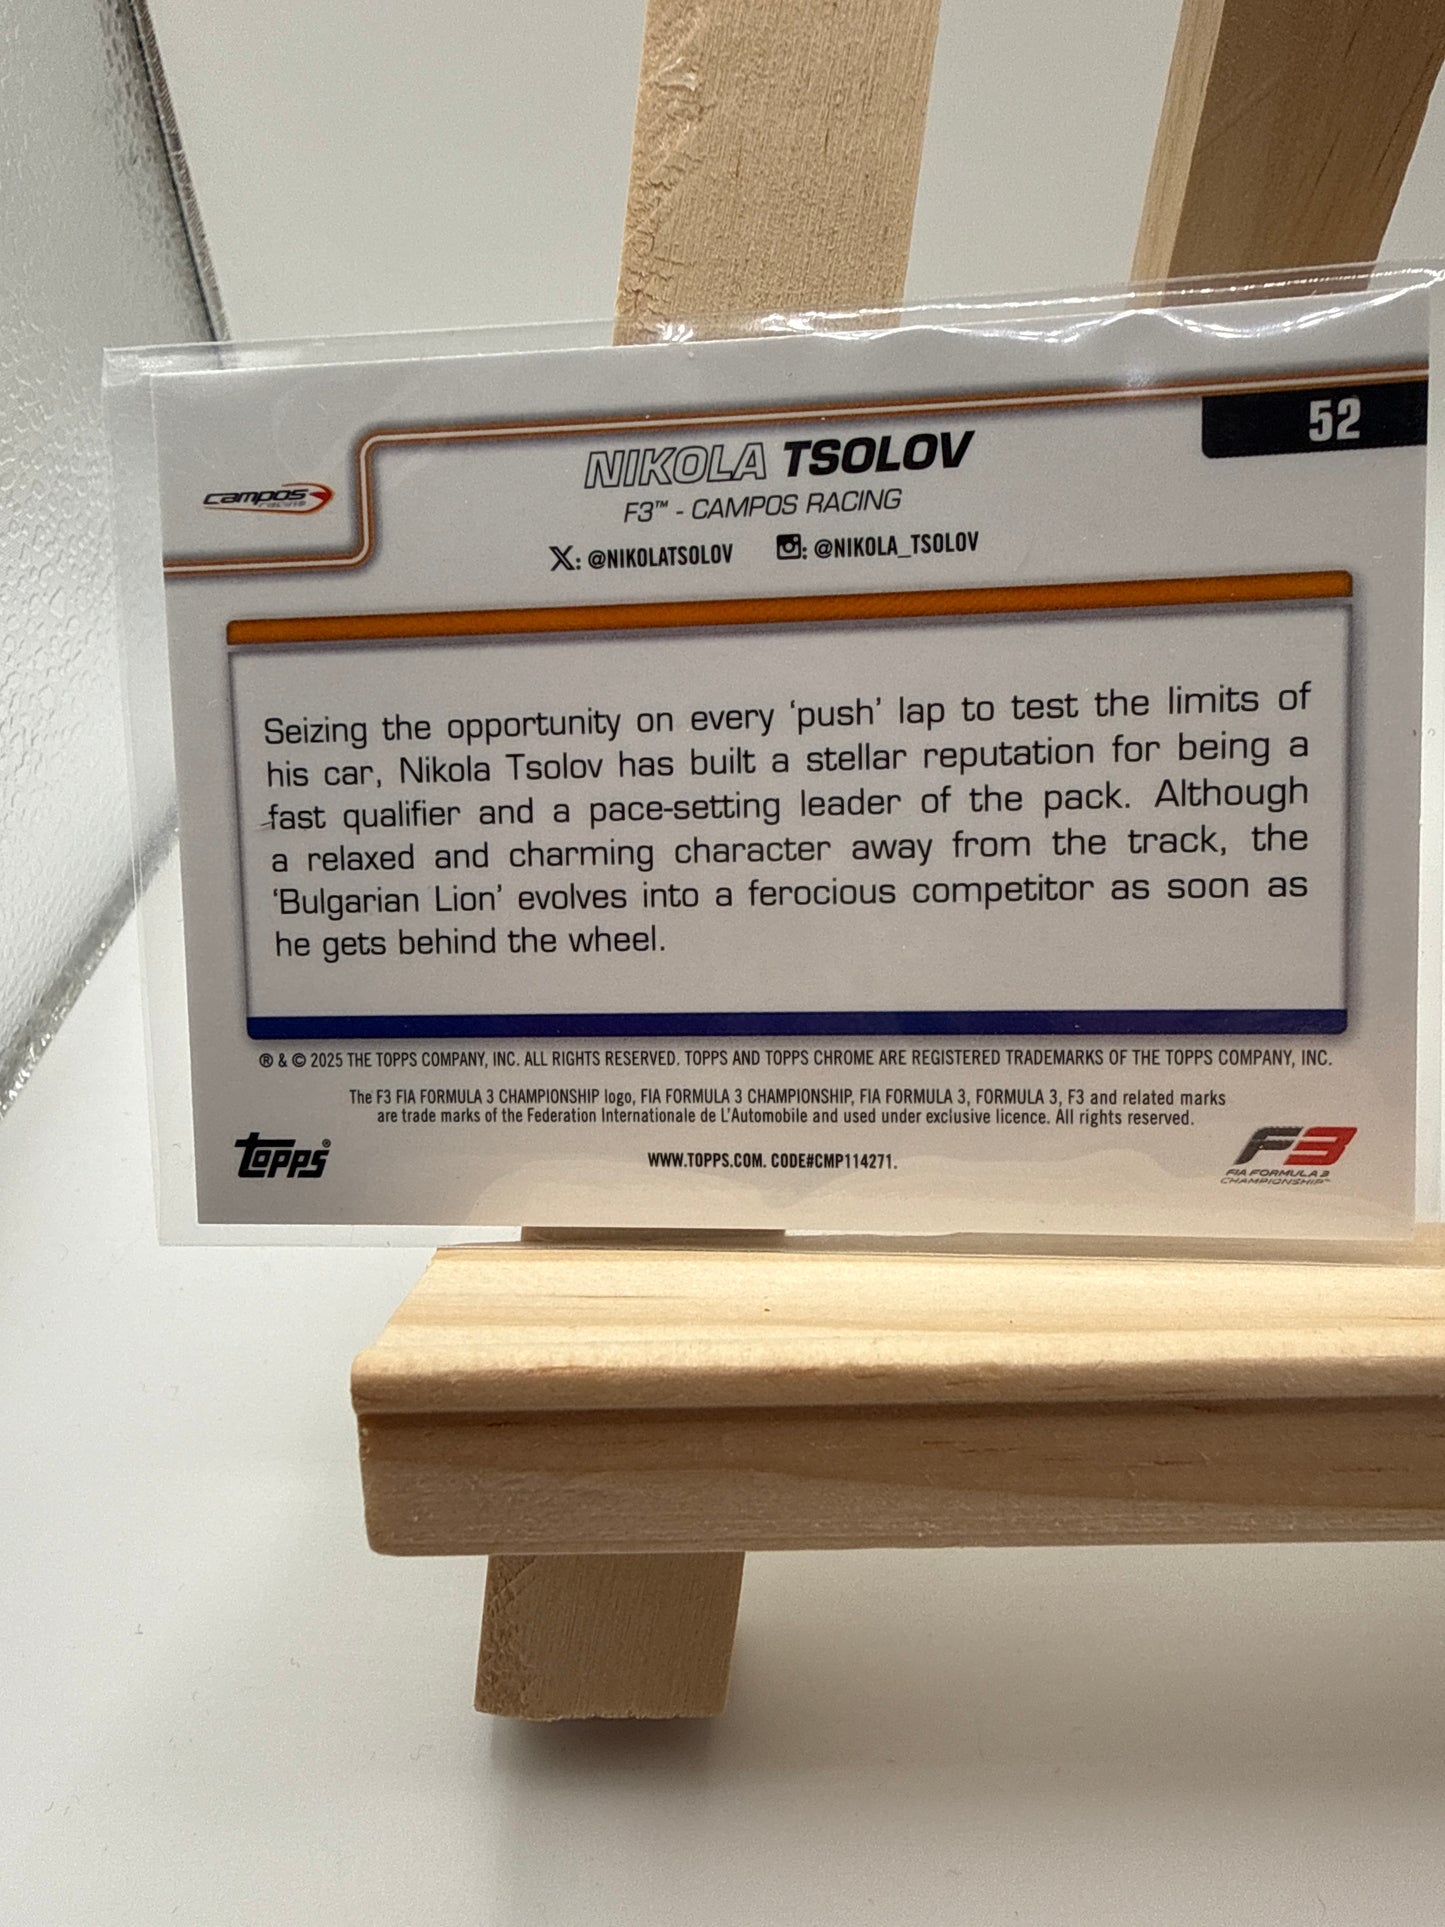 52
NIKOLA TSOLOV
campos
racing
F3™ - CAMPOS RACING
X: @NIKOLATSOLOV : @NIKOLA_TSOLOV
Seizing the opportunity on every ‘push’ lap to test the limits of
his car, Nikola Tsolov has built a stellar reputation for being a
fast qualifier and a pace-setting leader of the pack. Although
a relaxed and charming character away from the track, the
‘Bulgarian Lion’ evolves into a ferocious competitor as soon as
he gets behind the wheel.
® & © 2025 THE TOPPS COMPANY, INC. ALL RIGHTS RESERVED. TOPPS AND TOPPS CHROME ARE REGISTERED TRADEMARKS OF THE TOPPS COMPANY, INC.
The F3 FIA FORMULA 3 CHAMPIONSHIP logo, FIA FORMULA 3 CHAMPIONSHIP, FIA FORMULA 3, FORMULA 3, F3 and related marks
are trade marks of the Federation Internationale de L'Automobile and used under exclusive licence. All rights reserved.
TOPPS®
WWW.TOPPS.COM. CODE#CMP114271.
F3
FIA FORMULA 3
CHAMPIONSHIP™